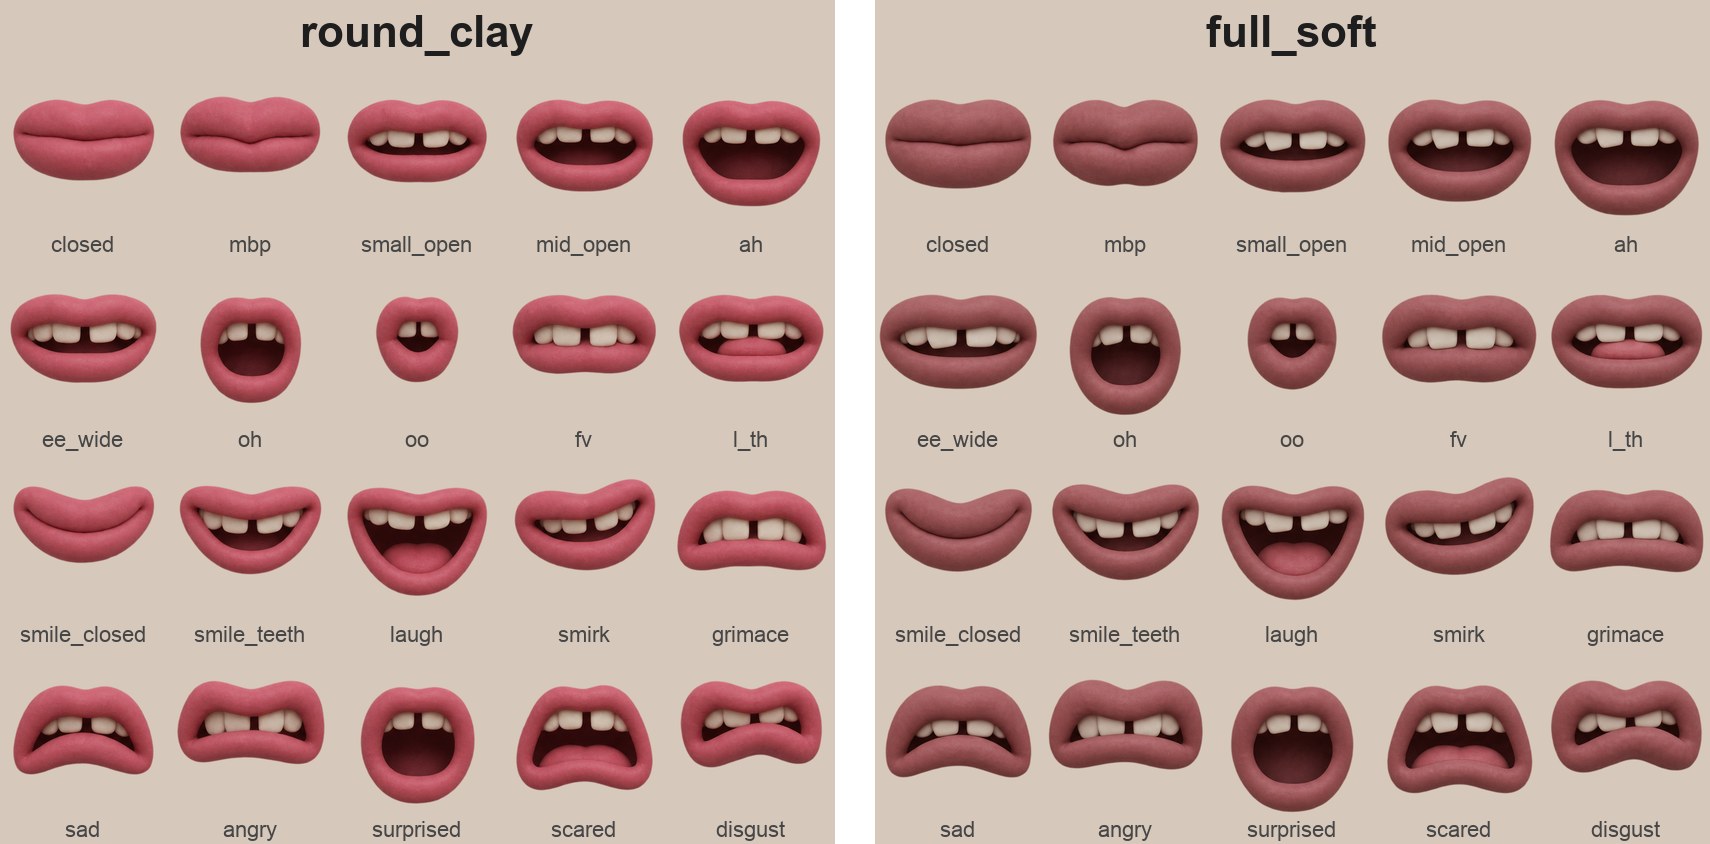 round_clay
closed
mbp
small_open
mid_open
ah
ee_wide
oh
oo
fv
l_th
smile_closed
smile_teeth
laugh
smirk
grimace
sad
angry
surprised
scared
disgust
full_soft
closed
mbp
small_open
mid_open
ah
ee_wide
oh
oo
fv
l_th
smile_closed
smile_teeth
laugh
smirk
grimace
sad
angry
surprised
scared
disgust